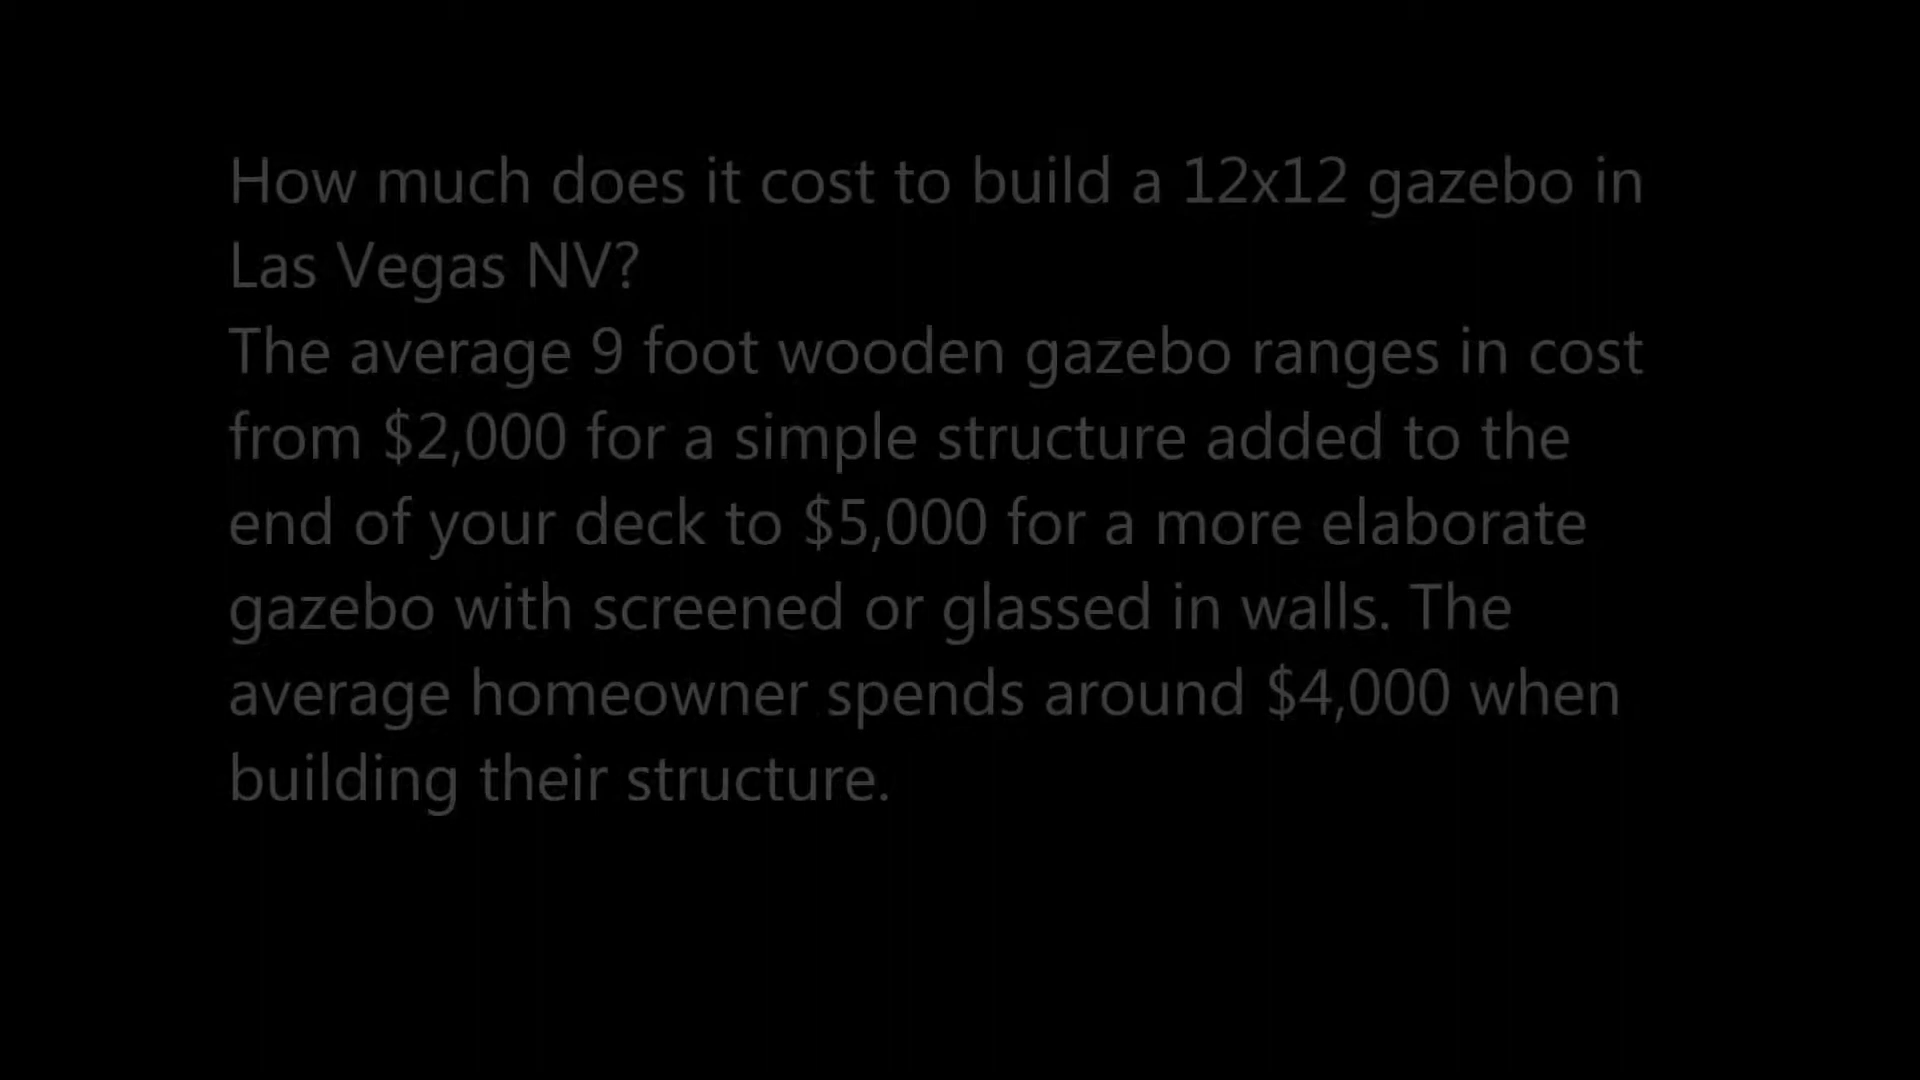 How much does it cost to build a 12x12 gazebo in
Las Vegas NV?
The average 9 foot wooden gazebo ranges in cost
from $2,000 for a simple structure added to the
end of your deck to $5,000 for a more elaborate
gazebo with screened or glassed in walls. The
average homeowner spends around $4,000 when
building their structure.